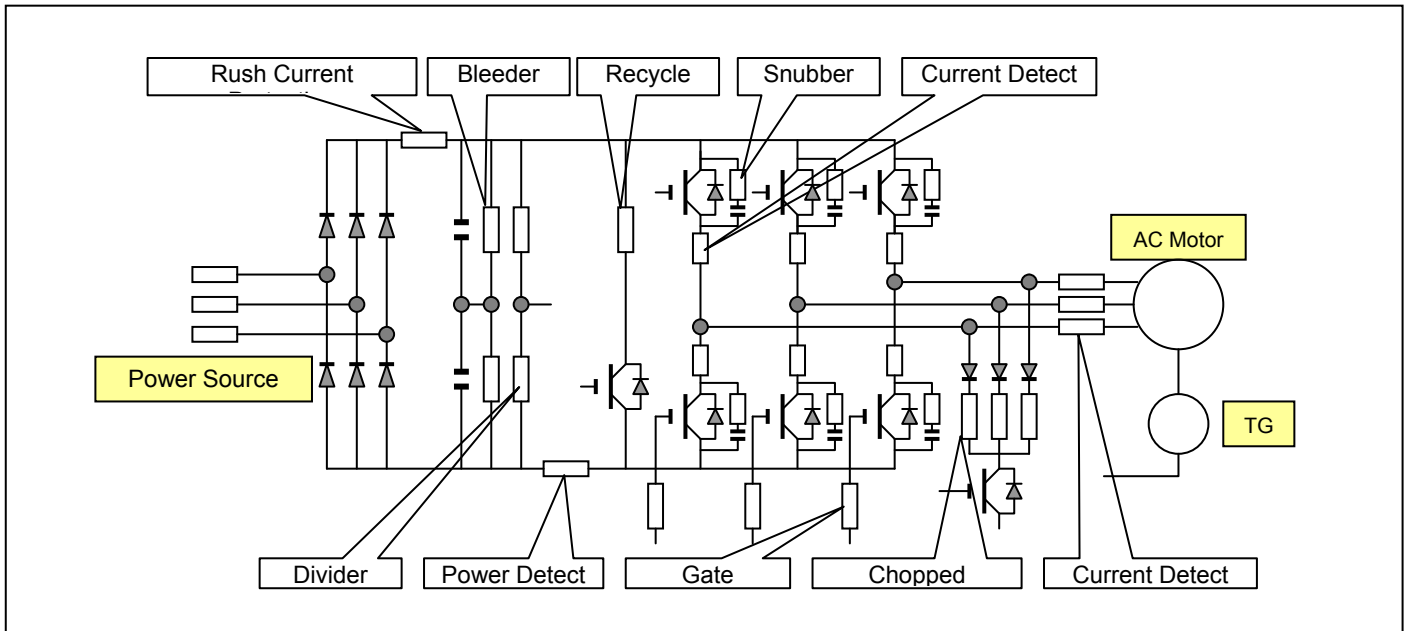 Rush Current
Bleeder
Recycle
Snubber
Current Detect
AC Motor
Power Source
TG
Divider
Power Detect
Gate
Chopped
Current Detect